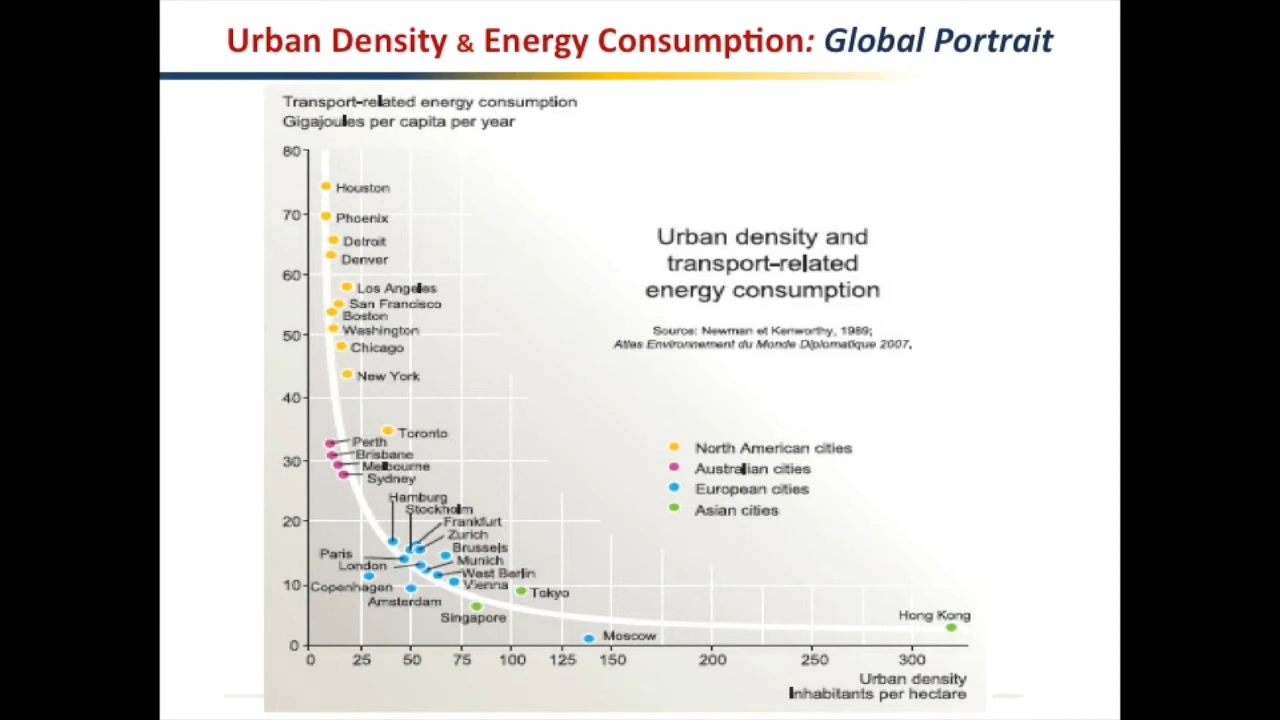 Urban Density & Energy Consumption: Global Portrait
Transport-related energy consumption
Gigajoules per capita per year
80
70
60
50
40
30
20
10
0
Houston
Phoenix
Detroit
Denver
Los Angeles
San Francisco
Boston
Washington
Chicago
New York
Toronto
Perth
Brisbane
Melbourne
Sydney
Hamburg
Stockholm
Frankfurt
Zurich
Brussels
Paris
Munich
London
West Berlin
Vienna
Copenhagen
Amsterdam
Tokyo
Singapore
Moscow
Hong Kong
Urban density and
transport-related
energy consumption
Source: Newman et Kenworthy, 1989;
Atlas Environnement du Monde Diplomatique 2007.
North American cities
Australian cities
European cities
Asian cities
0 25 50 75 100 125 150 200 250 300
Urban density
Inhabitants per hectare